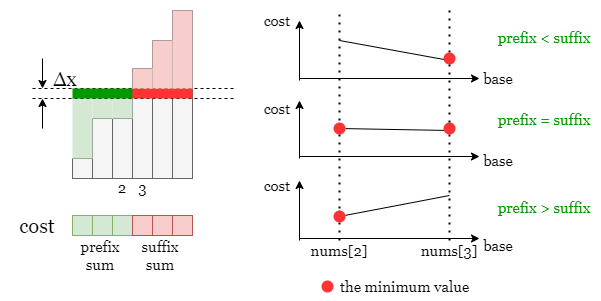 Δx
2 3
cost
prefix
sum
suffix
sum
cost
base
prefix < suffix
cost
base
prefix = suffix
cost
base
prefix > suffix
nums[2]
nums[3]
the minimum value